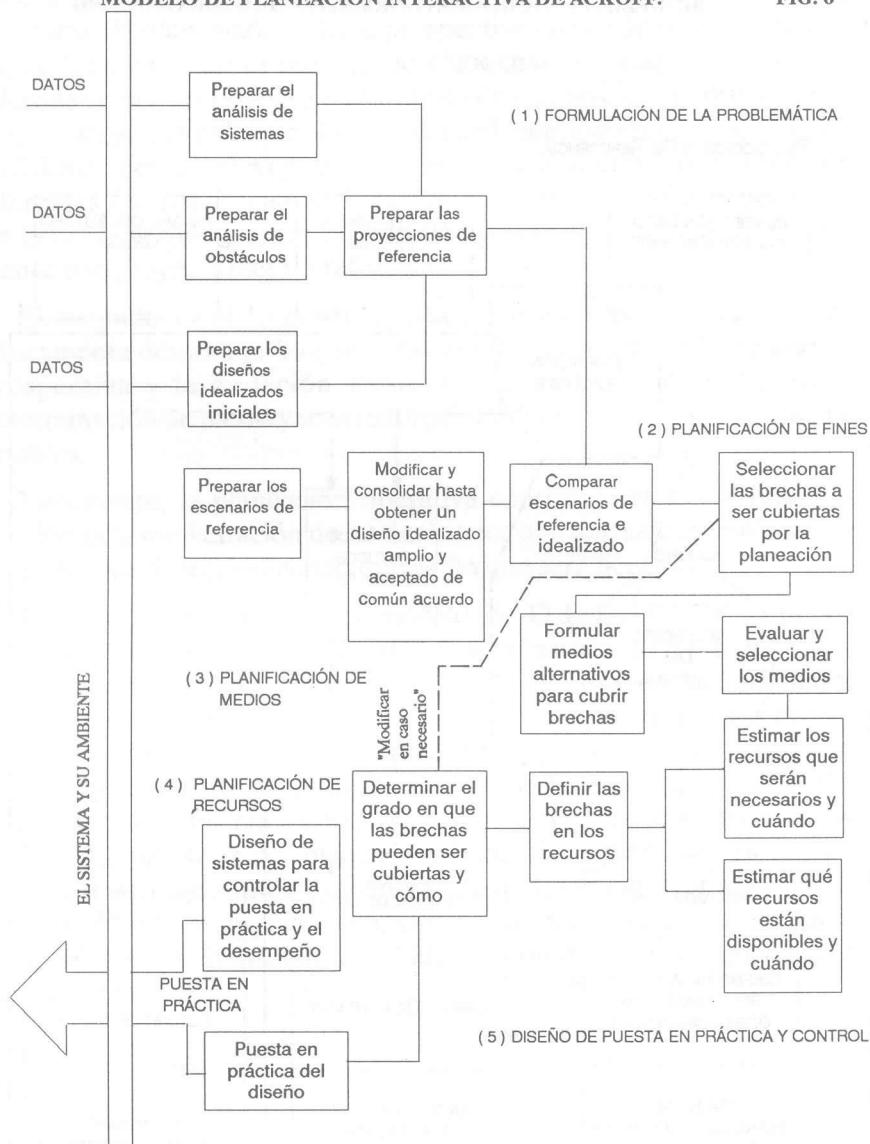 MODELO DE PLANEACIÓN INTERACTIVA DE ACKOFF. FIG. 6
DATOS
Preparar el
análisis de
sistemas
( 1 ) FORMULACIÓN DE LA PROBLEMÁTICA
DATOS
Preparar el
análisis de
obstáculos
Preparar las
proyecciones de
referencia
DATOS
Preparar los
diseños
idealizados
iniciales
( 2 ) PLANIFICACIÓN DE FINES
Preparar los
escenarios de
referencia
Modificar y
consolidar hasta
obtener un
diseño idealizado
amplio y
aceptado de
común acuerdo
Comparar
escenarios de
referencia e
idealizado
Seleccionar
las brechas a
ser cubiertas
por la
planeación
Formular
medios
alternativos
para cubrir
brechas
Evaluar y
seleccionar
los medios
( 3 ) PLANIFICACIÓN DE
MEDIOS
"Modificar
en caso
necesario"
EL SISTEMA Y SU AMBIENTE
( 4 ) PLANIFICACIÓN DE
RECURSOS
Determinar el
grado en que
las brechas
pueden ser
cubiertas y
cómo
Definir las
brechas
en los
recursos
Estimar los
recursos que
serán
necesarios y
cuándo
Diseño de
sistemas para
controlar la
puesta en
práctica y el
desempeño
Estimar qué
recursos
están
disponibles y
cuándo
PUESTA EN
PRÁCTICA
( 5 ) DISEÑO DE PUESTA EN PRÁCTICA Y CONTROL
Puesta en
práctica del
diseño